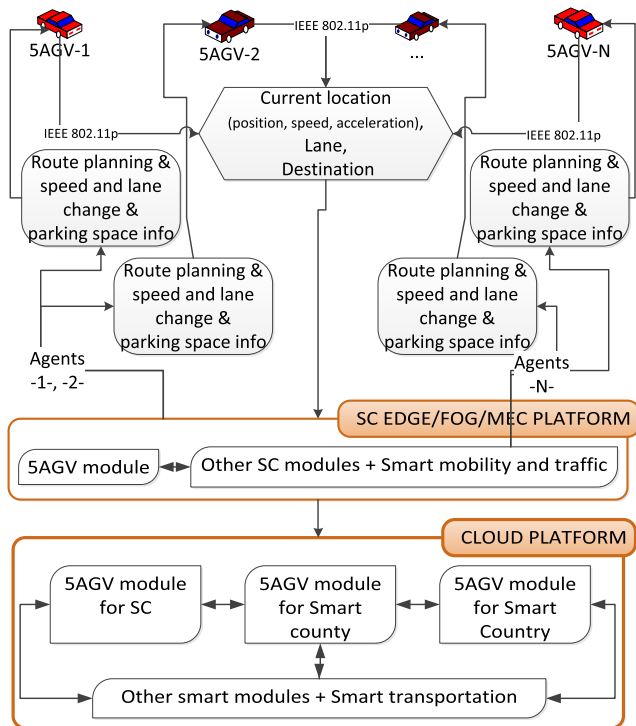 IEEE 802.11p
5AGV-1
5AGV-2
...
5AGV-N
Current location
(position, speed, acceleration),
Lane,
Destination
IEEE 802.11p
IEEE 802.11p
Route planning &
speed and lane
change &
parking space info
Route planning &
speed and lane
change &
parking space info
Route planning &
speed and lane
change &
parking space info
Route planning &
speed and lane
change &
parking space info
Agents
-1-, -2-
Agents
-N-
SC EDGE/FOG/MEC PLATFORM
5AGV module
Other SC modules + Smart mobility and traffic
CLOUD PLATFORM
5AGV module
for SC
5AGV module
for Smart
county
5AGV module
for Smart
Country
Other smart modules + Smart transportation